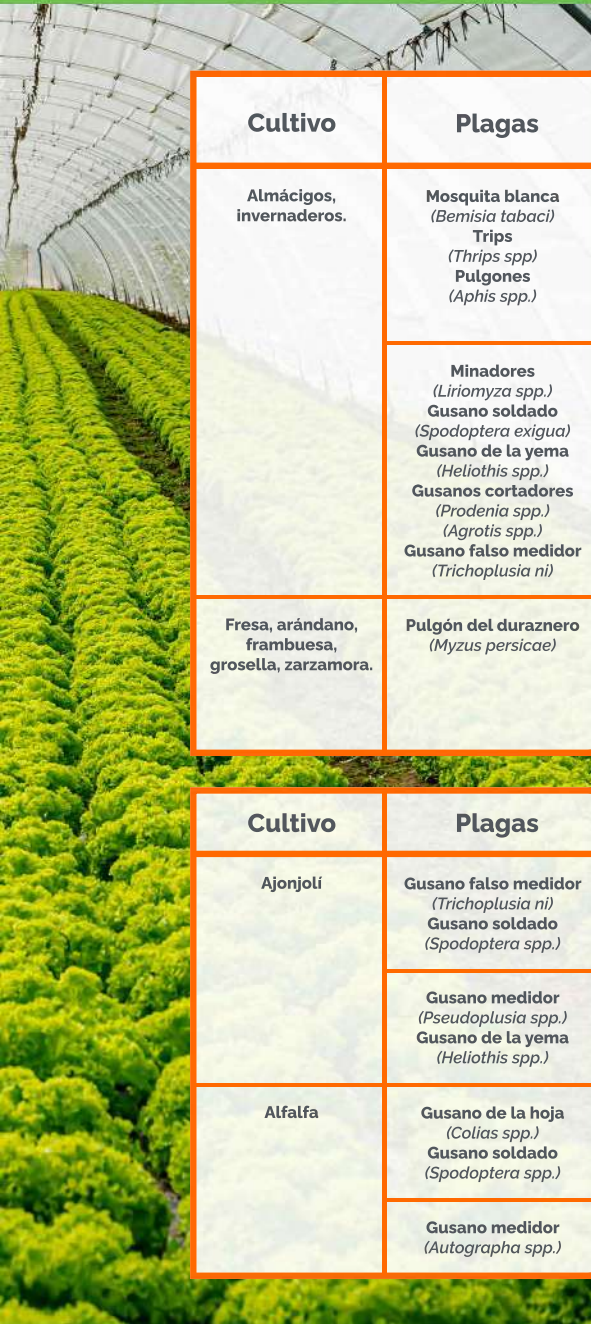 Cultivo
Plagas
Almácigos,
invernaderos.
Mosquita blanca
(Bemisia tabaci)
Trips
(Thrips spp)
Pulgones
(Aphis spp.)
Minadores
(Liriomyza spp.)
Gusano soldado
(Spodoptera exigua)
Gusano de la yema
(Heliothis spp.)
Gusanos cortadores
(Prodenia spp.)
(Agrotis spp.)
Gusano falso medidor
(Trichoplusia ni)
Fresa, arándano,
frambuesa,
grosella, zarzamora.
Pulgón del duraznero
(Myzus persicae)
Cultivo
Plagas
Ajonjolí
Gusano falso medidor
(Trichoplusia ni)
Gusano soldado
(Spodoptera spp.)
Gusano medidor
(Pseudoplusia spp.)
Gusano de la yema
(Heliothis spp.)
Alfalfa
Gusano de la hoja
(Colias spp.)
Gusano soldado
(Spodoptera spp.)
Gusano medidor
(Autographa spp.)